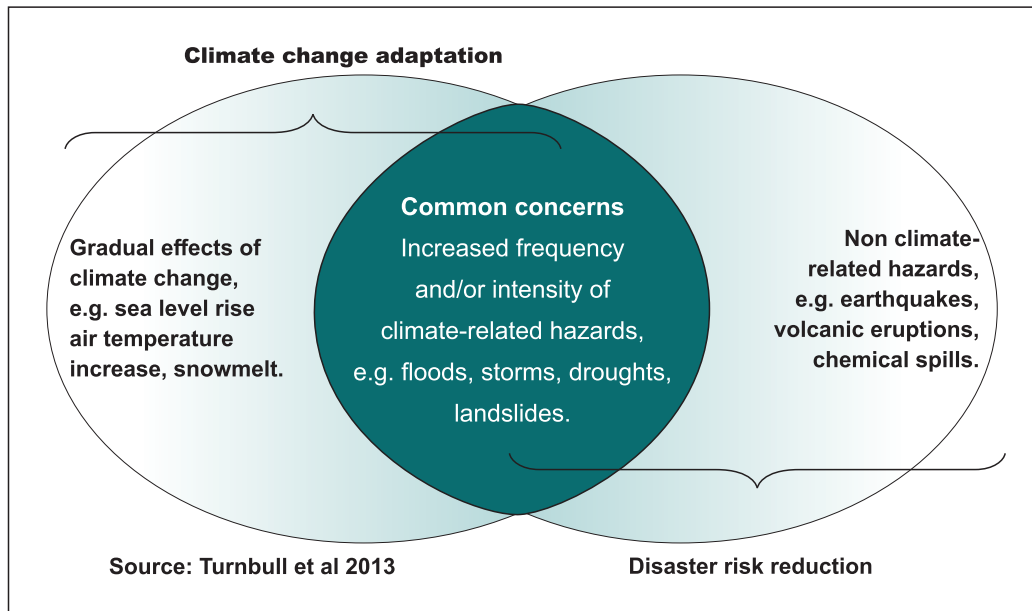 Climate change adaptation
Gradual effects of
climate change,
e.g. sea level rise
air temperature
increase, snowmelt.
Common concerns
Increased frequency
and/or intensity of
climate-related hazards,
e.g. floods, storms, droughts,
landslides.
Non climate-
related hazards,
e.g. earthquakes,
volcanic eruptions,
chemical spills.
Source: Turnbull et al 2013
Disaster risk reduction